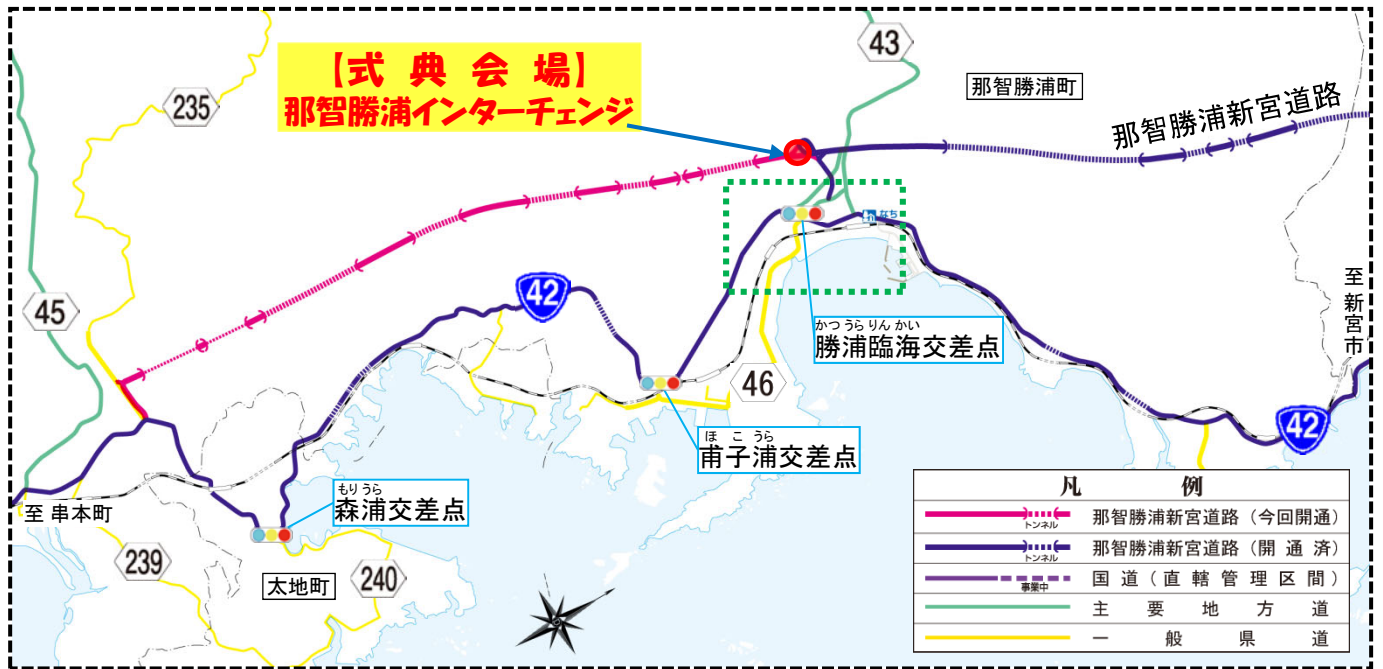 【式典会場】
那智勝浦インターチェンジ
43
那智勝浦町
那智勝浦新宮道路
235
なち
45
42
至 新宮市
かつうらりんかい
勝浦臨海交差点
46
ほこうら
甫子浦交差点
42
もりうら
森浦交差点
至 串本町
239
太地町
240
凡例
那智勝浦新宮道路（今回開通）
トンネル
那智勝浦新宮道路（開通済）
トンネル
国道（直轄管理区間）
事業中
主要地方道
一般県道